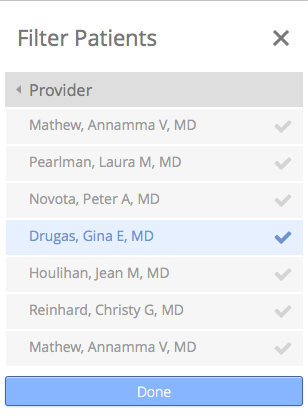 Filter Patients
Provider
Mathew, Annamma V, MD
Pearlman, Laura M, MD
Novota, Peter A, MD
Drugas, Gina E, MD
Houlihan, Jean M, MD
Reinhard, Christy G, MD
Mathew, Annamma V, MD
Done